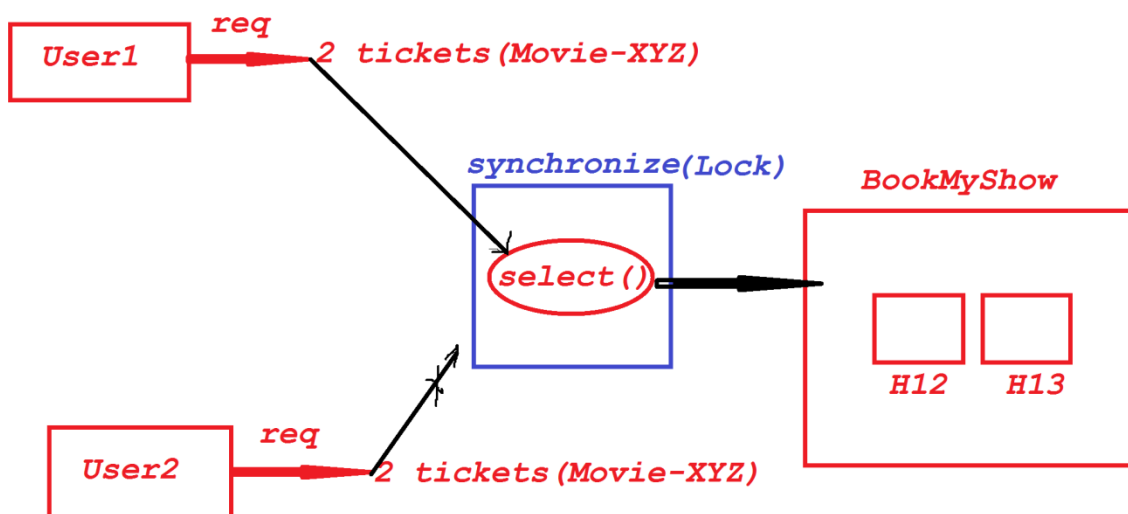 req
User1
2 tickets(Movie-XYZ)
synchronize(Lock)
BookMyShow
select()
H12 H13
req
User2
2 tickets(Movie-XYZ)